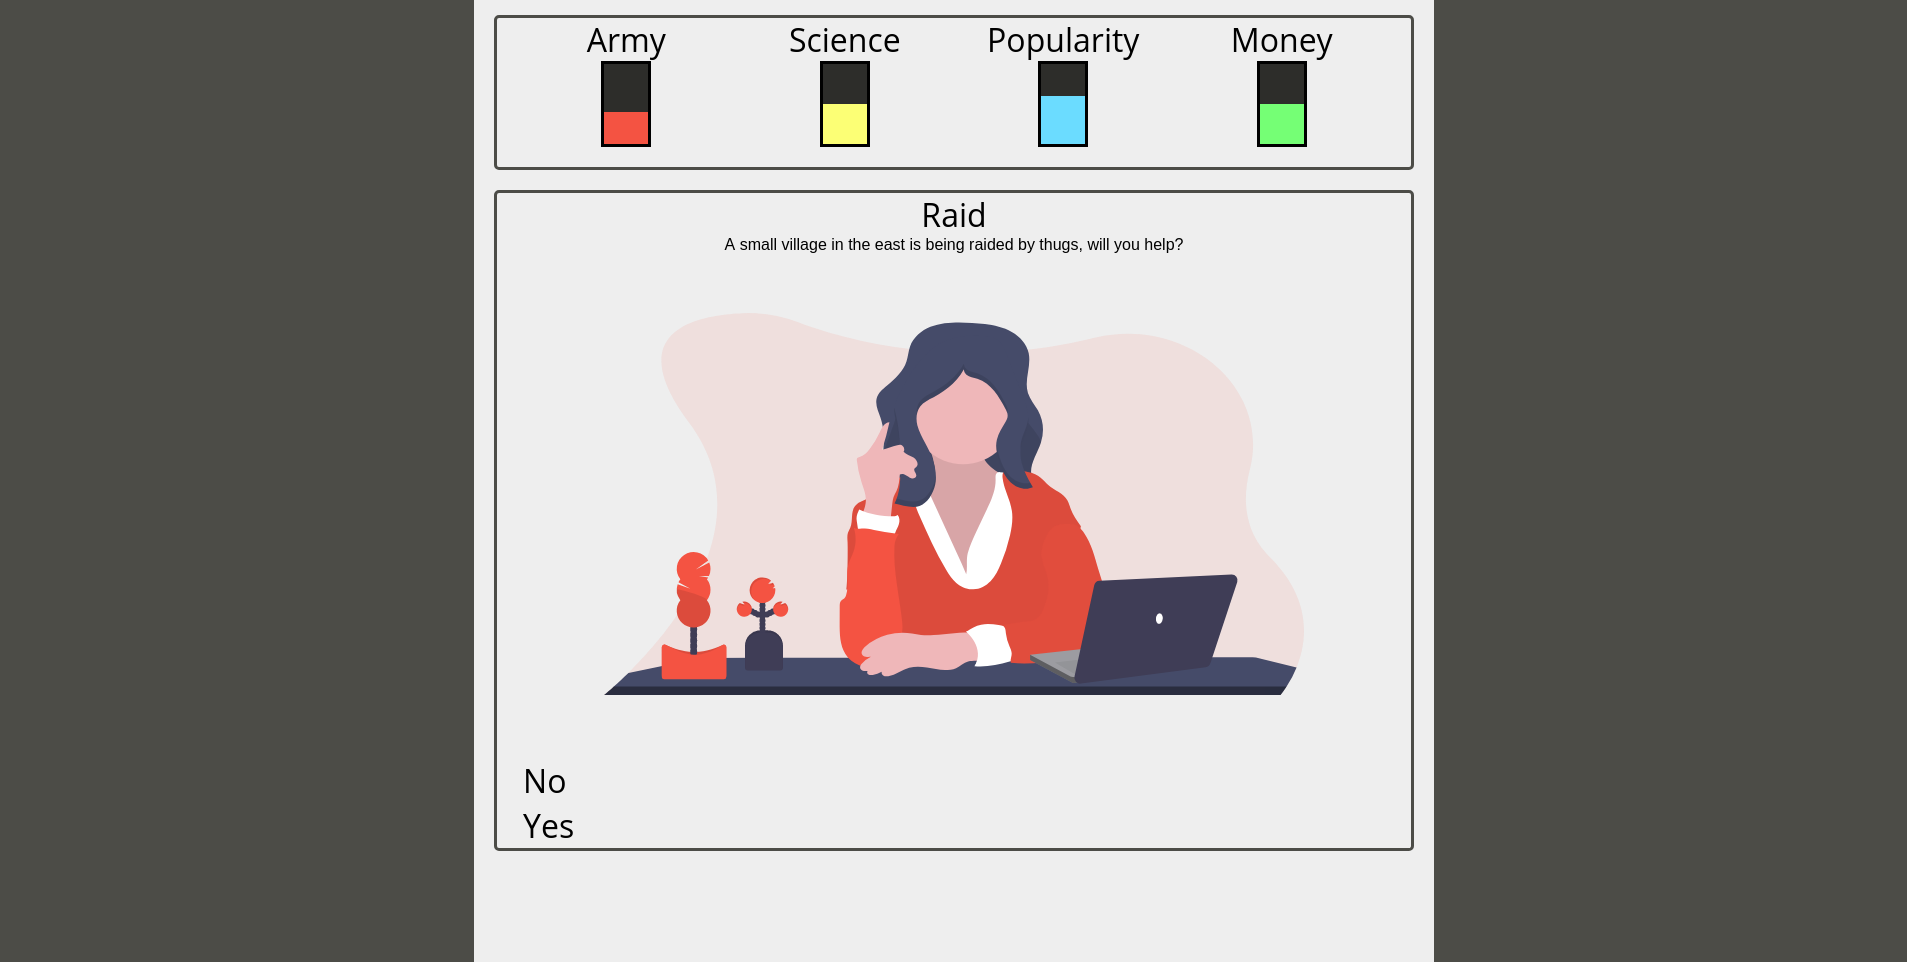 Army Science Popularity Money
Raid
A small village in the east is being raided by thugs, will you help?
No
Yes